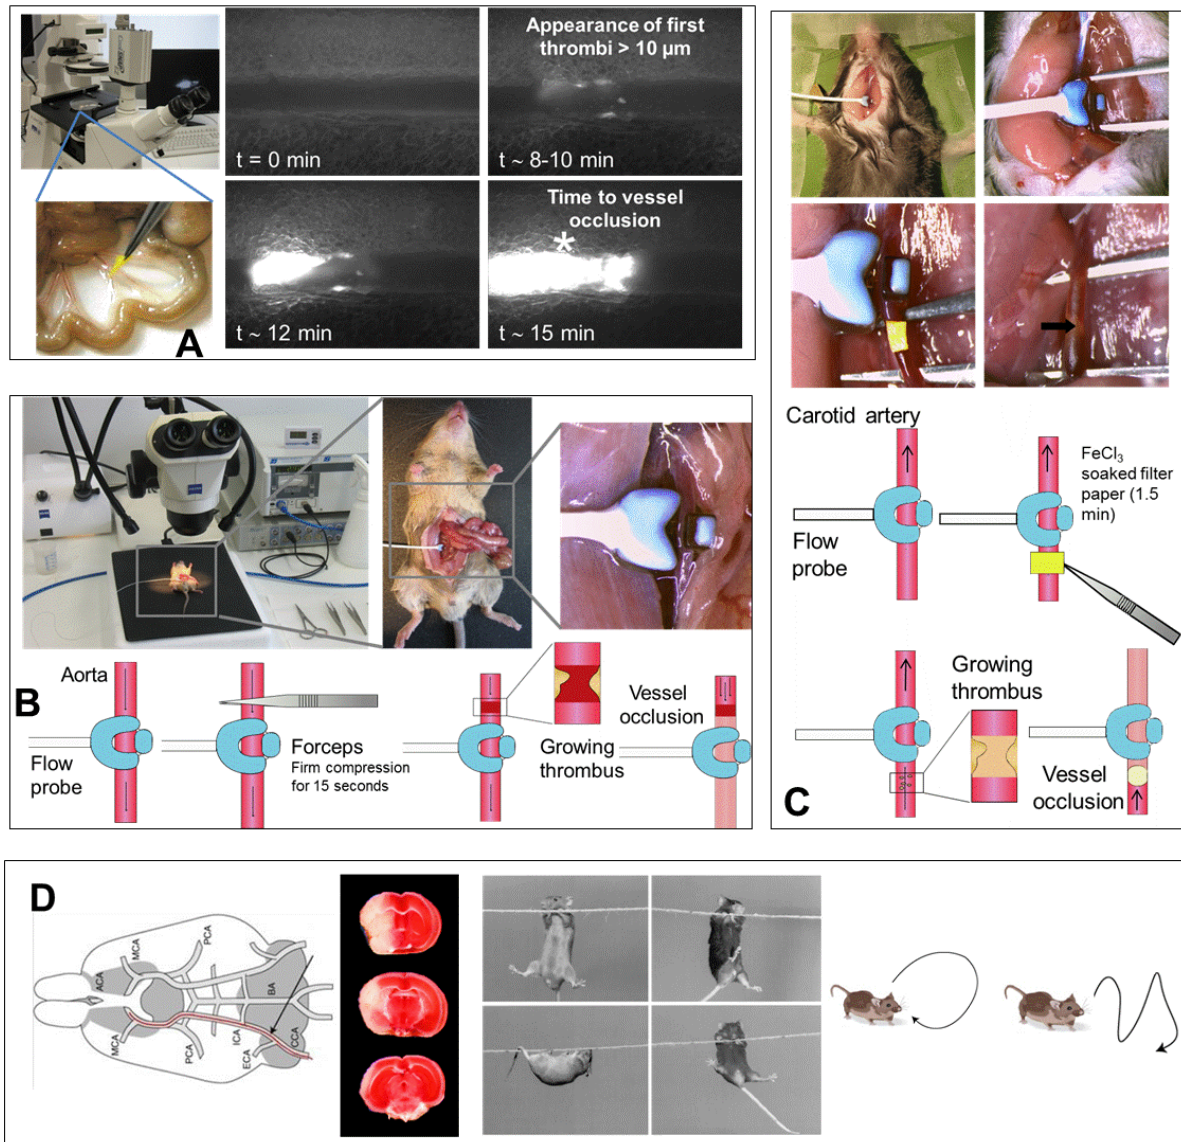 Appearance of first
thrombi > 10 µm
t = 0 min
t ~ 8-10 min
Time to vessel
occlusion
*
t ~ 12 min
t ~ 15 min
A
Aorta
B
Flow
probe
Forceps
Firm compression
for 15 seconds
Growing
thrombus
Vessel
occlusion
Carotid artery
Flow
probe
FeCl₃
soaked filter
paper (1.5
min)
Growing
thrombus
Vessel
occlusion
C
D
ACA
MCA
PCA
BA
MCA
PCA
ICA
ECA
CCA